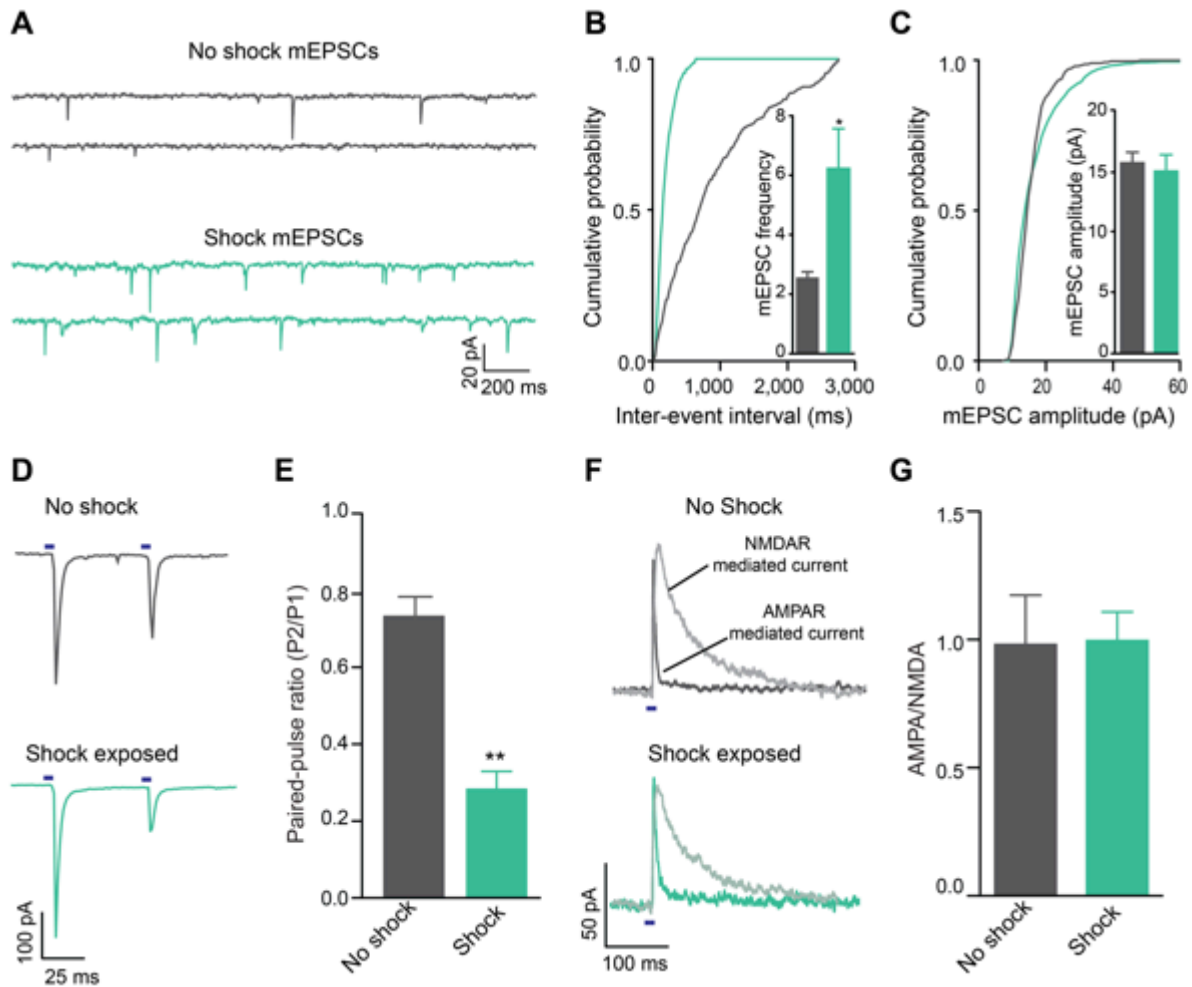 A
No shock mEPSCs
Shock mEPSCs
20 pA
200 ms
B
Cumulative probability
1.0
0.5
0.0
mEPSC frequency
8
6
4
2
0
*
0
1,000
2,000
3,000
Inter-event interval (ms)
C
Cumulative probability
1.0
0.5
0.0
mEPSC amplitude (pA)
20
15
10
5
0
0
20
40
60
mEPSC amplitude (pA)
D
No shock
Shock exposed
100 pA
25 ms
E
Paired-pulse ratio (P2/P1)
1.0
0.8
0.6
0.4
0.2
0.0
**
No shock
Shock
F
No Shock
NMDAR
mediated current
AMPAR
mediated current
Shock exposed
50 pA
100 ms
G
AMPA/NMDA
1.5
1.0
0.5
0.0
No shock
Shock